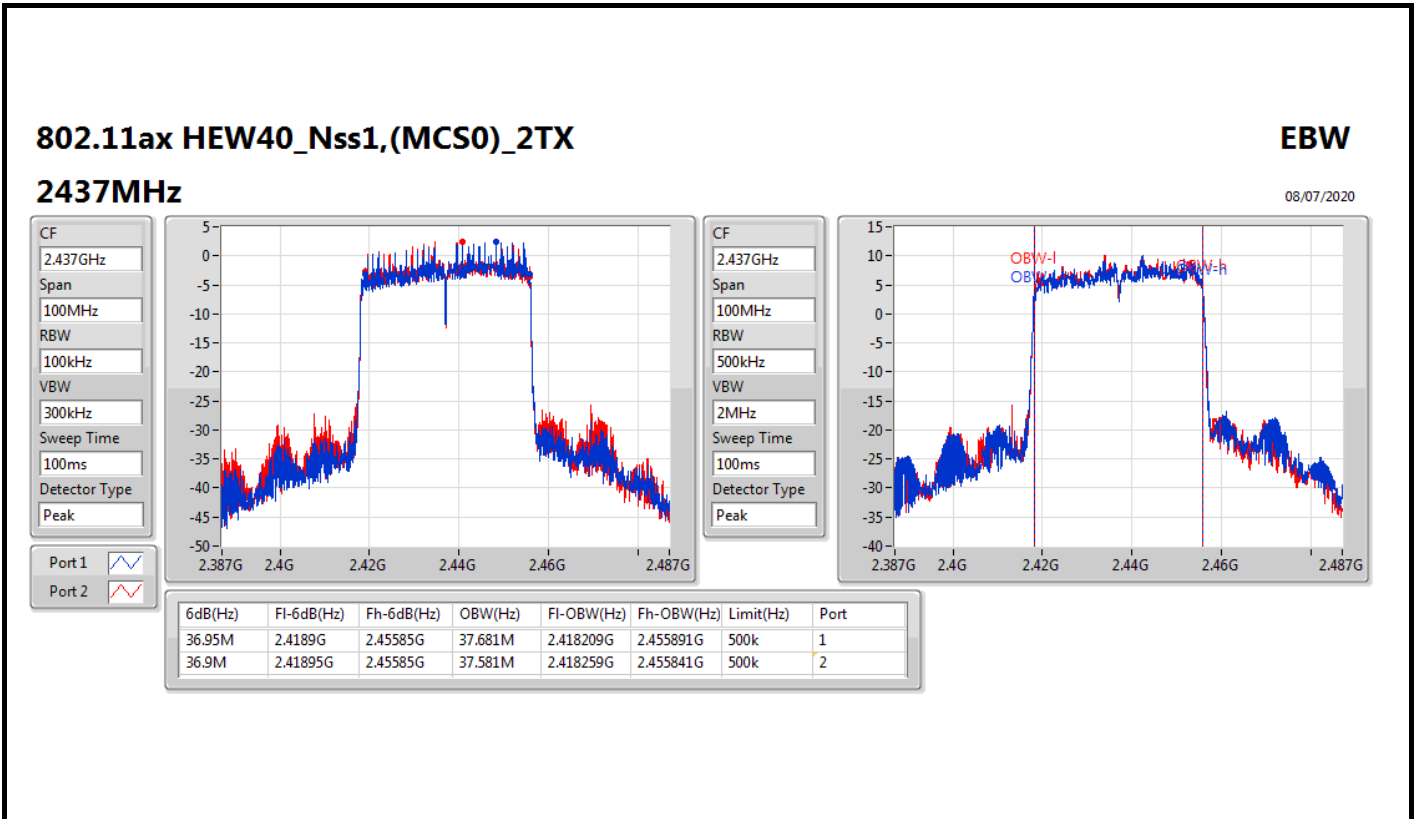 802.11ax HEW40_Nss1,(MCS0)_2TX
EBW
2437MHz
08/07/2020
CF
2.437GHz
Span
100MHz
RBW
100kHz
VBW
300kHz
Sweep Time
100ms
Detector Type
Peak
Port 1
Port 2
5
0
-5
-10
-15
-20
-25
-30
-35
-40
-45
-50
2.387G 2.4G 2.42G 2.44G 2.46G 2.487G
CF
2.437GHz
Span
100MHz
RBW
500kHz
VBW
2MHz
Sweep Time
100ms
Detector Type
Peak
15
10
5
0
-5
-10
-15
-20
-25
-30
-35
-40
OBW-l
2.387G 2.4G 2.42G 2.44G 2.46G 2.487G
6dB(Hz) Fl-6dB(Hz) Fh-6dB(Hz) OBW(Hz) Fl-OBW(Hz) Fh-OBW(Hz) Limit(Hz) Port
36.95M 2.4189G 2.45585G 37.681M 2.418209G 2.455891G 500k 1
36.9M 2.41895G 2.45585G 37.581M 2.418259G 2.455841G 500k 2